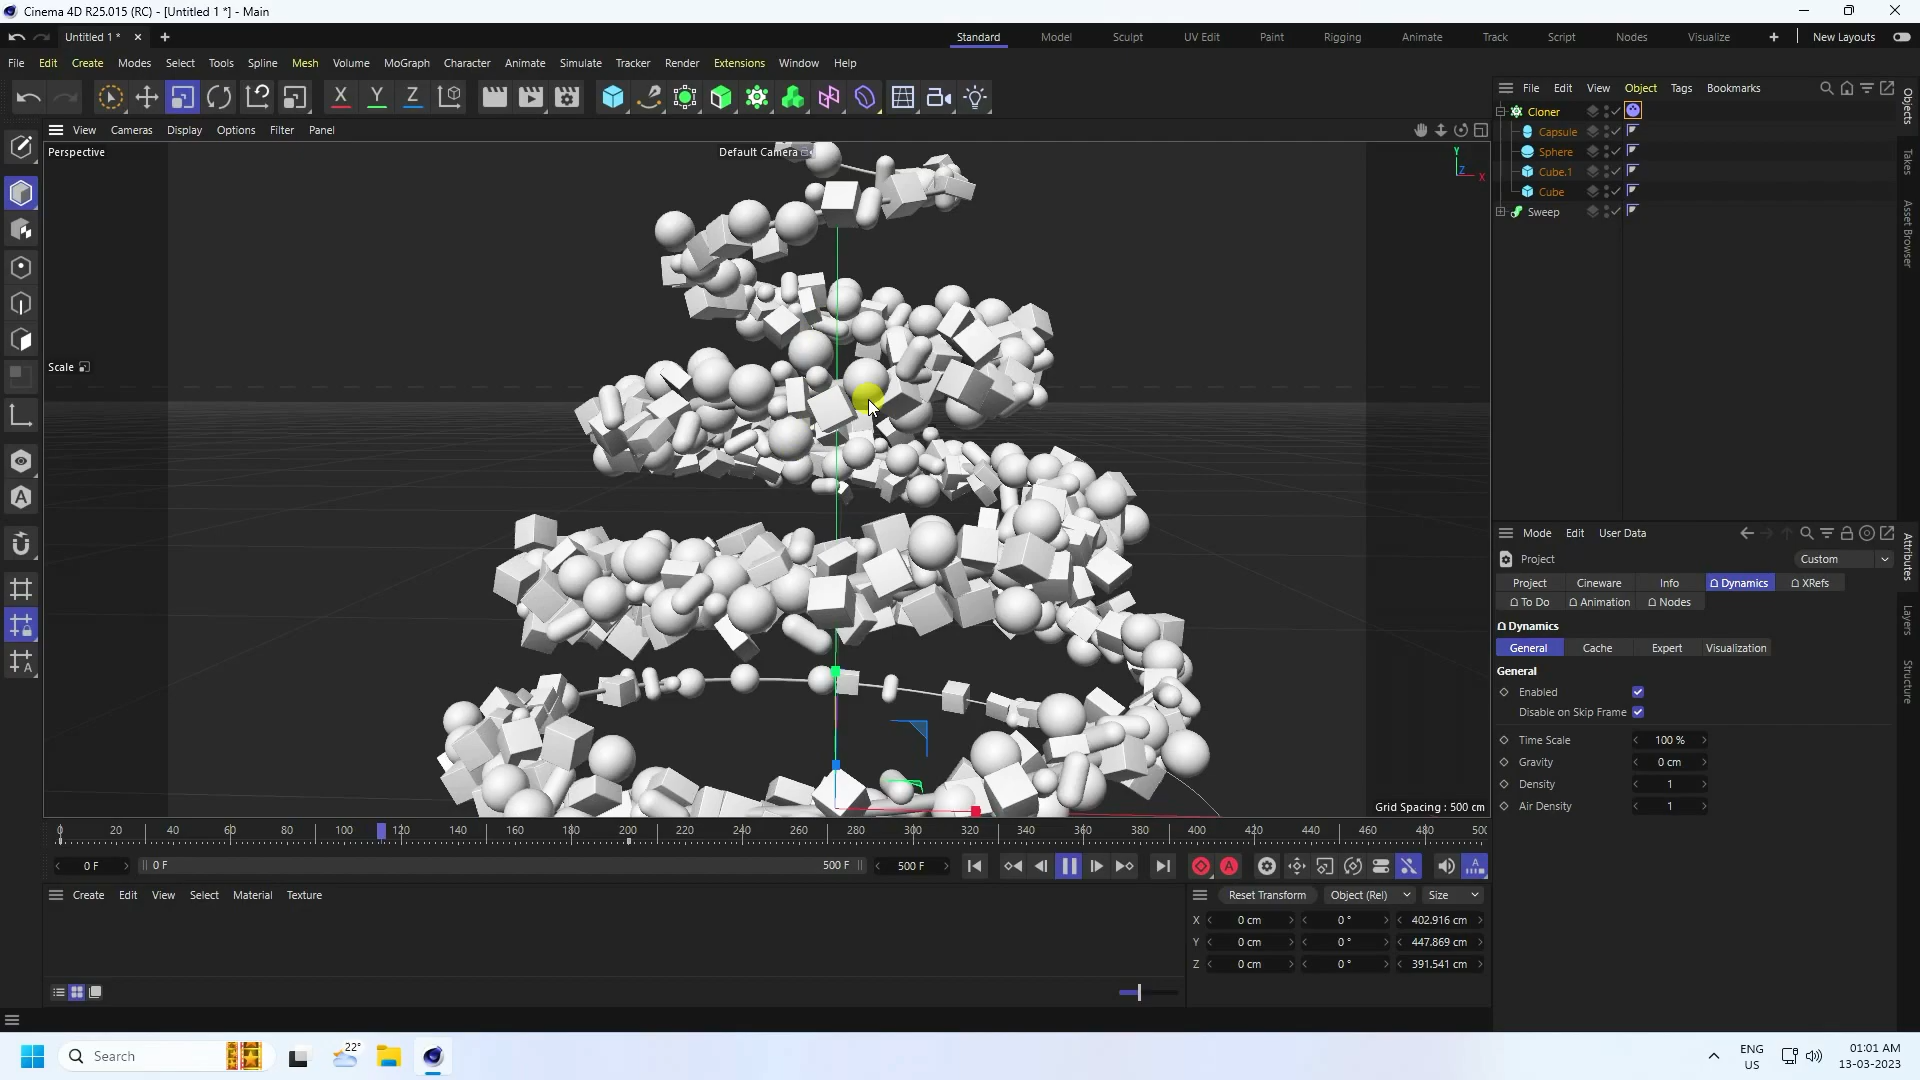 Cinema 4D R25.015 (RC) - [Untitled 1 *] - Main
Untitled 1 *
Standard Model Sculpt UV Edit Paint Rigging Animate Track Script Nodes Visualize New Layouts
File Edit Create Modes Select Tools Spline Mesh Volume MoGraph Character Animate Simulate Tracker Render Extensions Window Help
X Y Z
File Edit View Object Tags Bookmarks
Objects
Takes
Asset Browser
Cloner
Capsule
Sphere
Cube.1
Cube
Sweep
View Cameras Display Options Filter Panel
Perspective
Default Camera
Y
Z
X
Scale
Grid Spacing : 500 cm
Mode Edit User Data
Attributes
Layers
Structure
Project
Custom
Project Cineware Info Dynamics XRefs
To Do Animation Nodes
Dynamics
General Cache Expert Visualization
General
Enabled
Disable on Skip Frame
Time Scale 100 %
Gravity 0 cm
Density 1
Air Density 1
0 20 40 60 80 100 120 140 160 180 200 220 240 260 280 300 320 340 360 380 400 420 440 460 480 500
0 F 0 F 500 F 500 F
Create Edit View Select Material Texture
Reset Transform Object (Rel) Size
X 0 cm 0 ° 402.916 cm
Y 0 cm 0 ° 447.869 cm
Z 0 cm 0 ° 391.541 cm
Search
22°
ENG
US
01:01 AM
13-03-2023